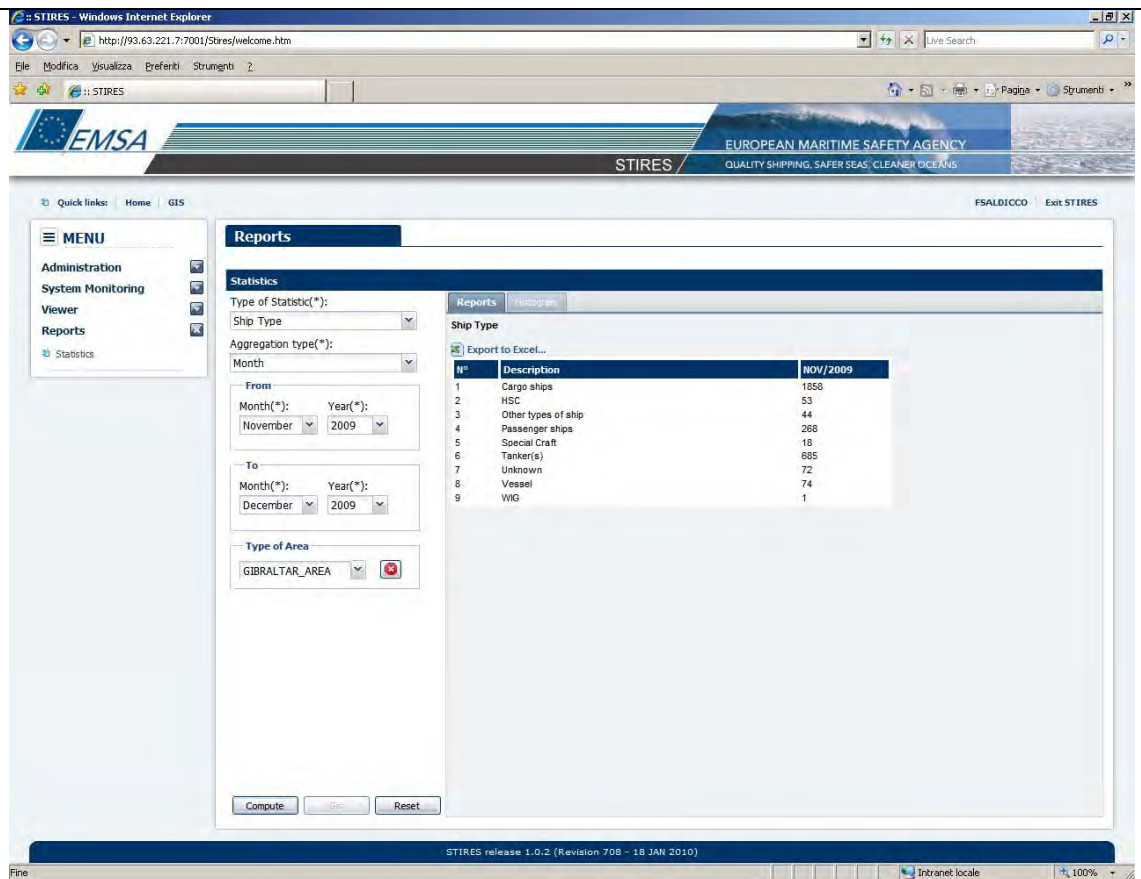 :: STIRES - Windows Internet Explorer
http://93.63.221.7:7001/Stires/welcome.htm
Live Search
File Modifica Visualizza Preferiti Strumenti ?
:: STIRES
Pagina Strumenti »
EMSA
EUROPEAN MARITIME SAFETY AGENCY
STIRES
QUALITY SHIPPING, SAFER SEAS, CLEANER OCEANS
Quick links: Home GIS
FSALDICCO Exit STIRES
MENU
Administration
System Monitoring
Viewer
Reports
Statistics
Reports
Statistics
Type of Statistic(*):
Ship Type
Aggregation type(*):
Month
From
Month(*): Year(*):
November 2009
To
Month(*): Year(*):
December 2009
Type of Area
GIBRALTAR_AREA
Compute Gis Reset
Reports Histogram
Ship Type
Export to Excel...
N° Description NOV/2009
1 Cargo ships 1858
2 HSC 53
3 Other types of ship 44
4 Passenger ships 268
5 Special Craft 18
6 Tanker(s) 685
7 Unknown 72
8 Vessel 74
9 WIG 1
STIRES release 1.0.2 (Revision 708 - 18 JAN 2010)
Fine
Intranet locale
100%